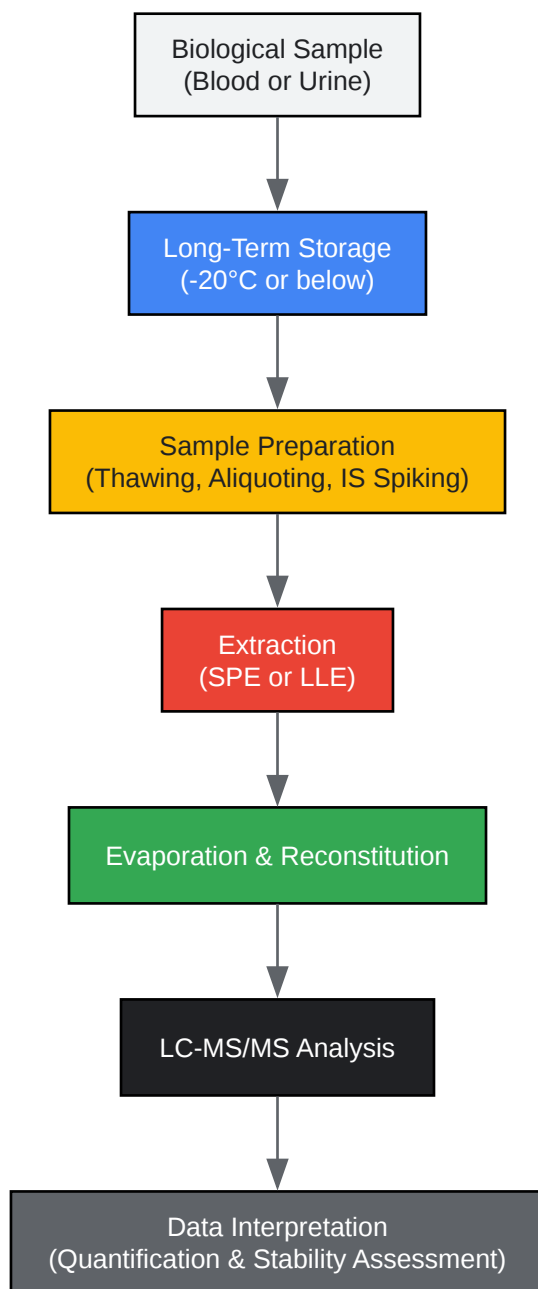 Biological Sample
(Blood or Urine)
Long-Term Storage
(-20°C or below)
Sample Preparation
(Thawing, Aliquoting, IS Spiking)
Extraction
(SPE or LLE)
Evaporation & Reconstitution
LC-MS/MS Analysis
Data Interpretation
(Quantification & Stability Assessment)